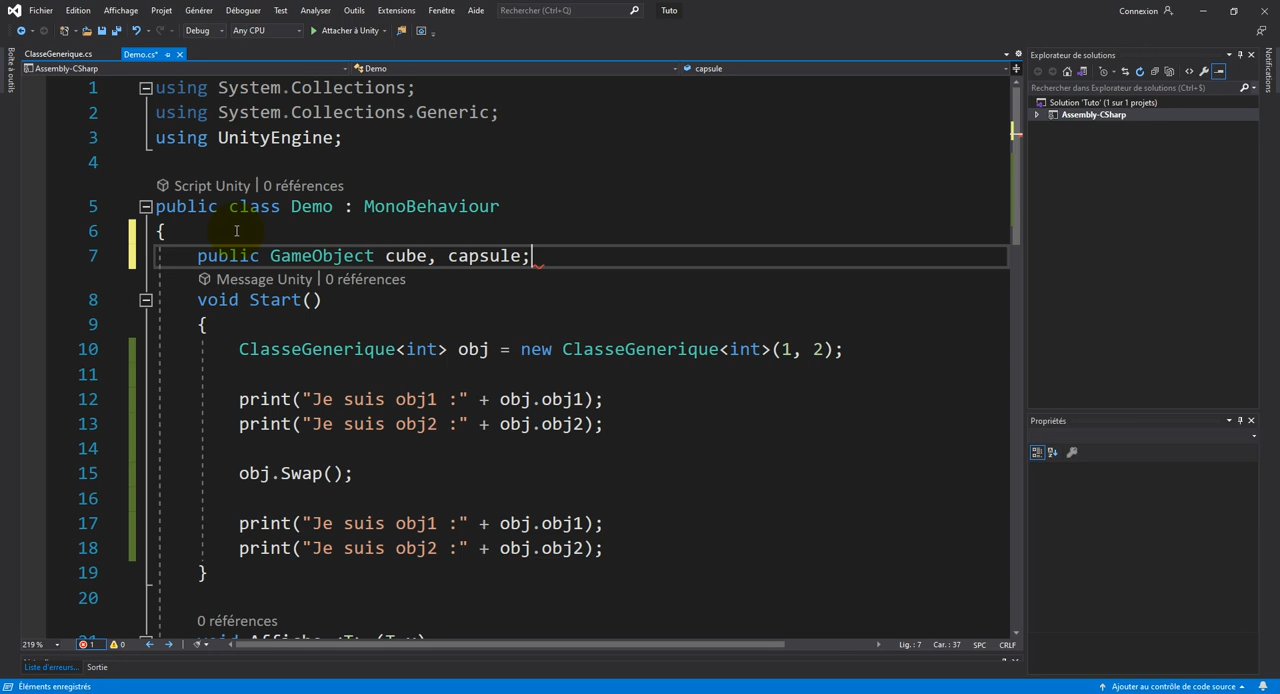 Fichier Edition Affichage Projet Générer Déboguer Test Analyser Outils Extensions Fenêtre Aide Rechercher (Ctrl+Q) Tuto Connexion
Debug Any CPU Attacher à Unity
ClasseGenerique.cs Demo.cs*
Assembly-CSharp Demo capsule
Boîte à outils
1 using System.Collections;
2 using System.Collections.Generic;
3 using UnityEngine;
4
Script Unity | 0 références
5 public class Demo : MonoBehaviour
6 {
7 public GameObject cube, capsule;
Message Unity | 0 références
8 void Start()
9 {
10 ClasseGenerique<int> obj = new ClasseGenerique<int>(1, 2);
11
12 print("Je suis obj1 :" + obj.obj1);
13 print("Je suis obj2 :" + obj.obj2);
14
15 obj.Swap();
16
17 print("Je suis obj1 :" + obj.obj1);
18 print("Je suis obj2 :" + obj.obj2);
19 }
20
0 références
219 % 1 0 Lig. : 7 Car. : 37 SPC CRLF
Liste d'erreurs... Sortie
Explorateur de solutions
Rechercher dans Explorateur de solutions (Ctrl+$)
Solution 'Tuto' (1 sur 1 projets)
Assembly-CSharp
Propriétés
Notifications
Éléments enregistrés Ajouter au contrôle de code source